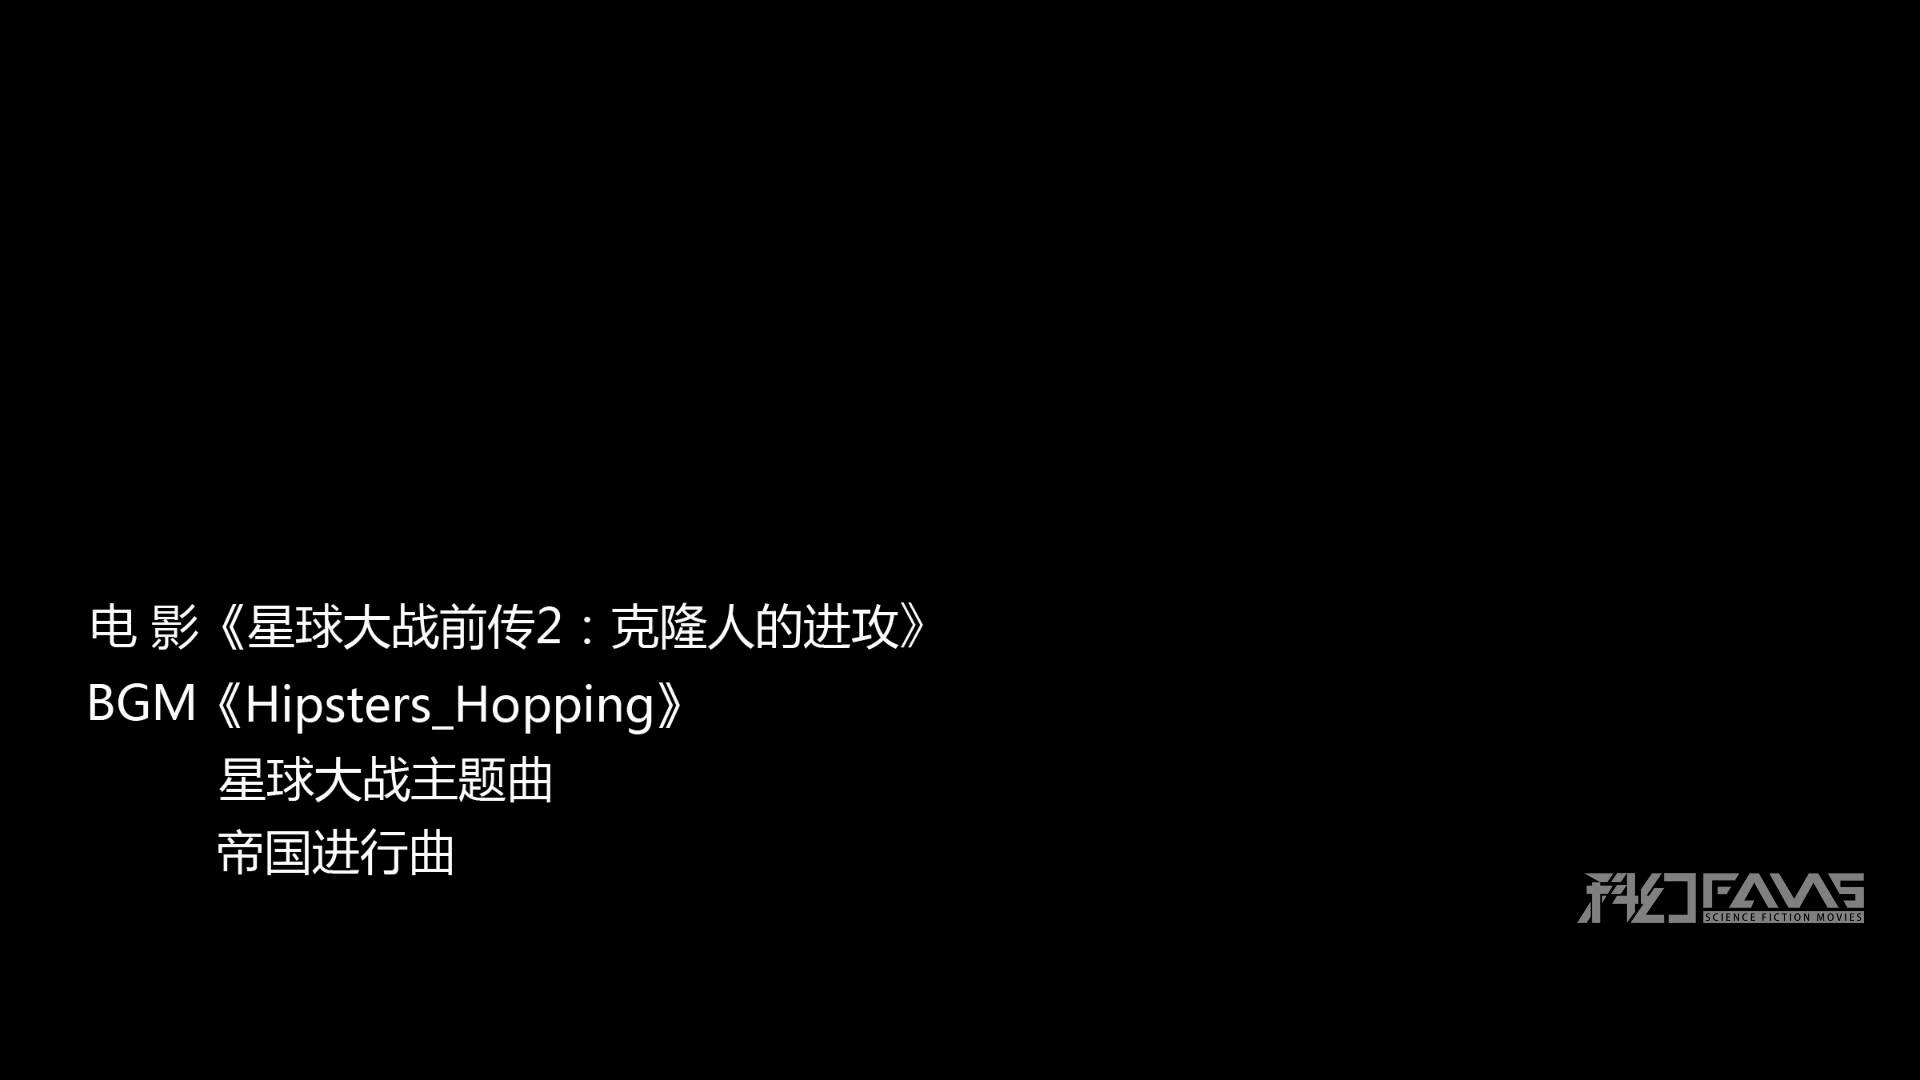 电 影《星球大战前传2：克隆人的进攻》
BGM《Hipsters_Hopping》
星球大战主题曲
帝国进行曲
科幻FANS
SCIENCE FICTION MOVIES